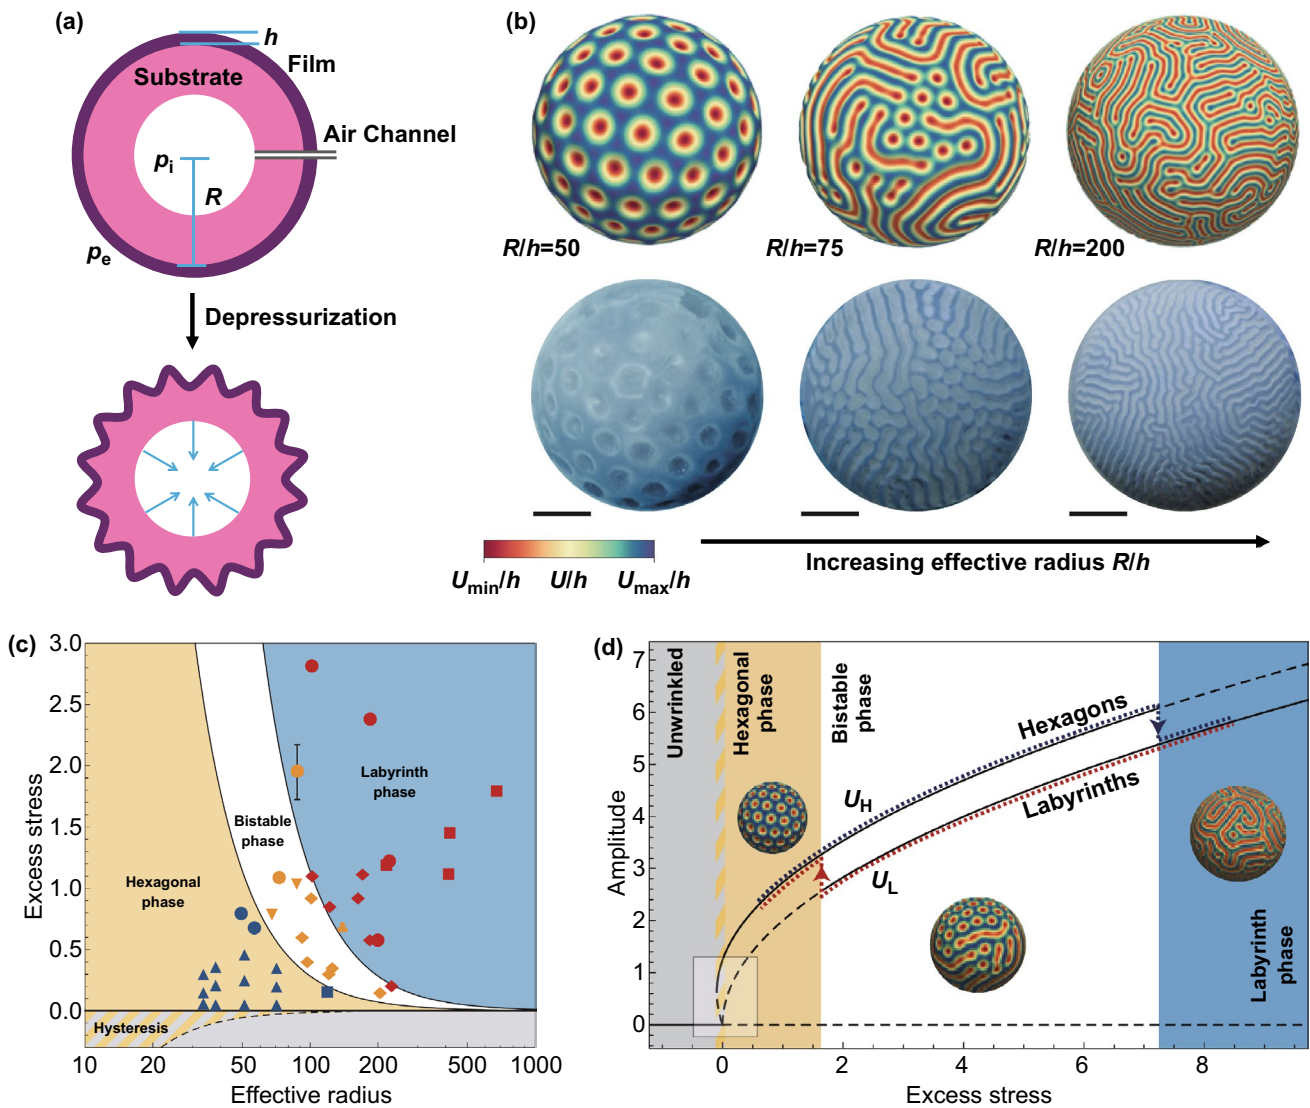 (a)
h
Film
Substrate
Air Channel
pi
R
pe
Depressurization
(b)
R/h=50
R/h=75
R/h=200
Umin/h
U/h
Umax/h
Increasing effective radius R/h
(c)
3.0
2.5
2.0
1.5
1.0
0.5
0.0
Excess stress
Labyrinth
phase
Bistable
phase
Hexagonal
phase
Hysteresis
10
20
50
100
200
500
1000
Effective radius
(d)
7
6
5
4
3
2
1
0
Amplitude
Unwrinkled
Hexagonal
phase
Bistable
phase
Hexagons
UH
Labyrinths
UL
Labyrinth
phase
0
2
4
6
8
Excess stress